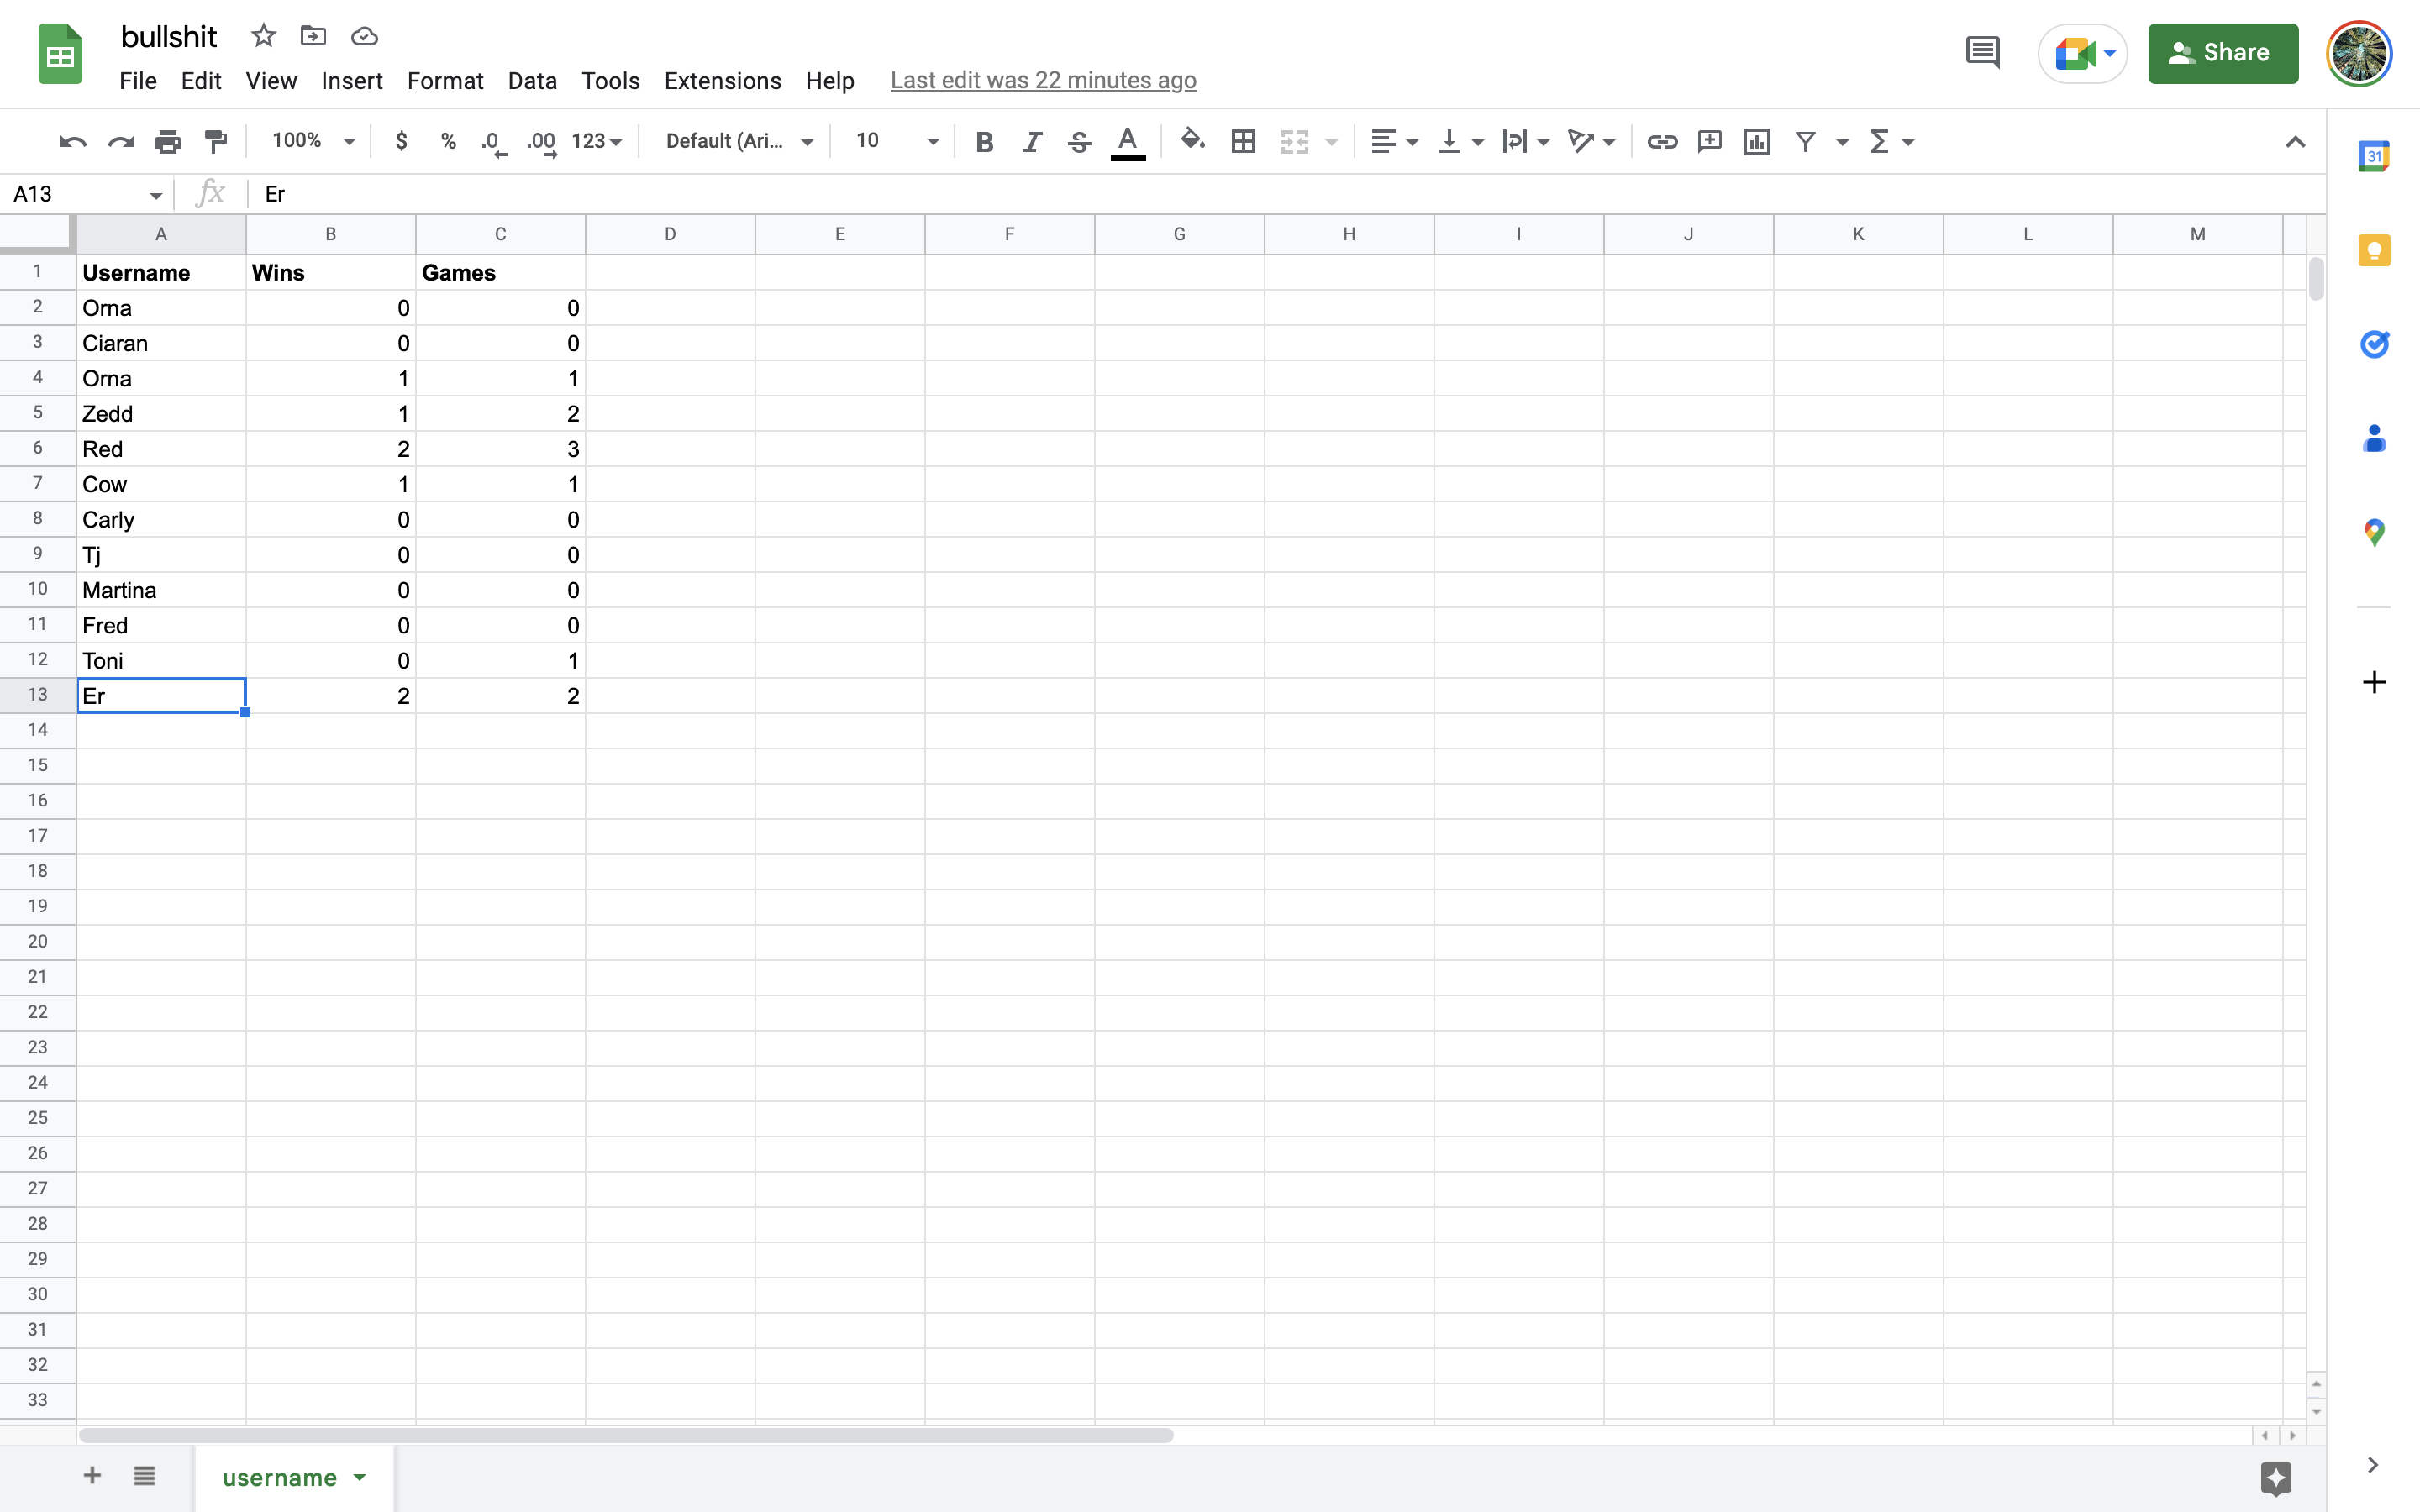 bullshit
File Edit View Insert Format Data Tools Extensions Help Last edit was 22 minutes ago
Share
100% $ % .0 .00 123 Default (Ari... 10 B I S A
31
A13 fx Er
A B C D E F G H I J K L M
1 Username Wins Games
2 Orna 0 0
3 Ciaran 0 0
4 Orna 1 1
5 Zedd 1 2
6 Red 2 3
7 Cow 1 1
8 Carly 0 0
9 Tj 0 0
10 Martina 0 0
11 Fred 0 0
12 Toni 0 1
13 Er 2 2
14
15
16
17
18
19
20
21
22
23
24
25
26
27
28
29
30
31
32
33
username